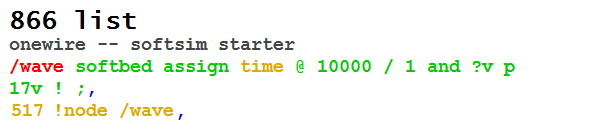 866 list
onewire -- softsim starter
/wave softbed assign time @ 10000 / 1 and ?v p
17v ! ;,
517 !node /wave,